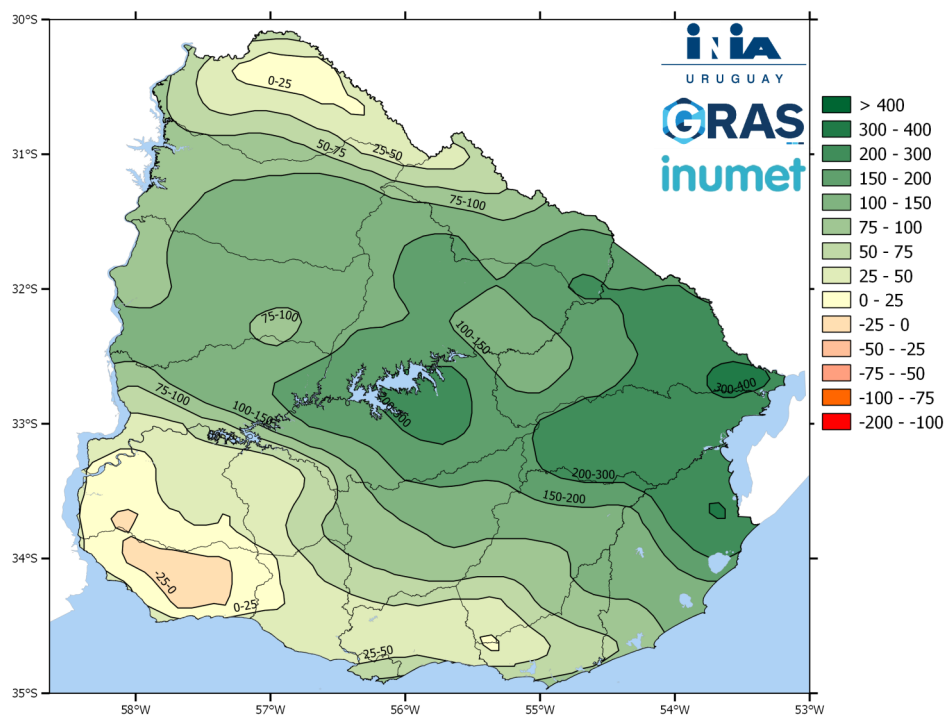 30°S
31°S
32°S
33°S
34°S
35°S
58°W
57°W
56°W
55°W
54°W
53°W
iNiA
URUGUAY
GRAS
inumet
> 400
300 - 400
200 - 300
150 - 200
100 - 150
75 - 100
50 - 75
25 - 50
0 - 25
-25 - 0
-50 - -25
-75 - -50
-100 - -75
-200 - -100
0-25
50-75
25-50
75-100
75-100
100-150
75-100
100-150
300-400
200-300
150-200
-25-0
0-25
25-50